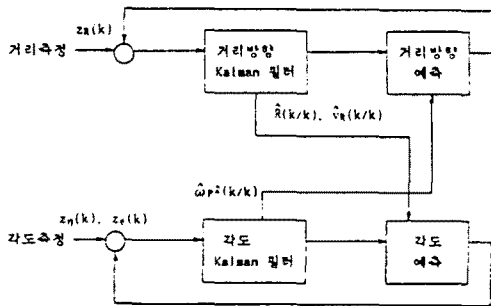 z_R(k)
거리측정
거리방향
Kalman 필터
거리방향
예측
R̂(k/k), v̂_R(k/k)
ω̂_P²(k/k)
z_η(k), z_ε(k)
각도측정
각도
Kalman 필터
각도
예측